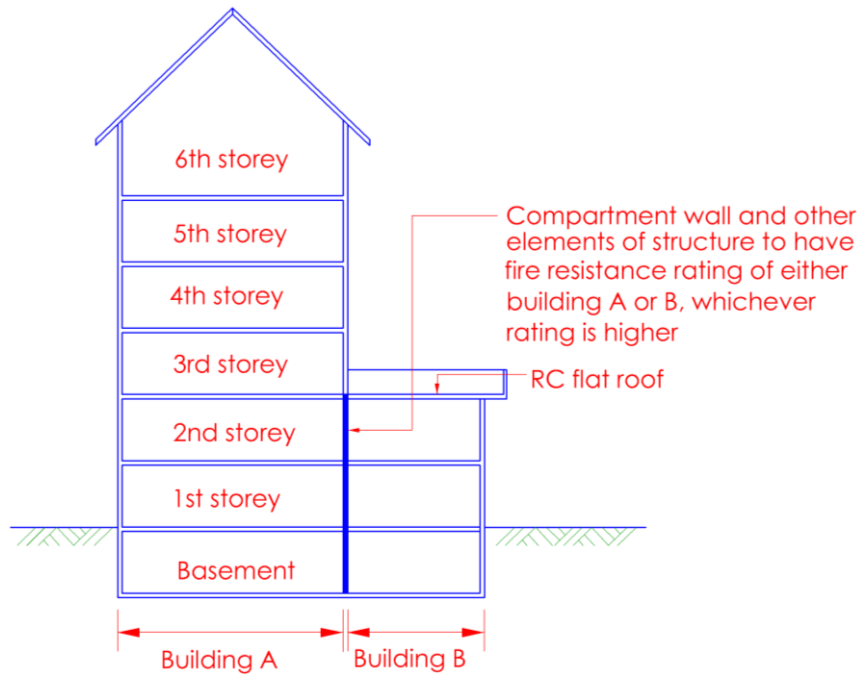 6th storey
5th storey
4th storey
3rd storey
2nd storey
1st storey
Basement
Compartment wall and other
elements of structure to have
fire resistance rating of either
building A or B, whichever
rating is higher
RC flat roof
Building A
Building B